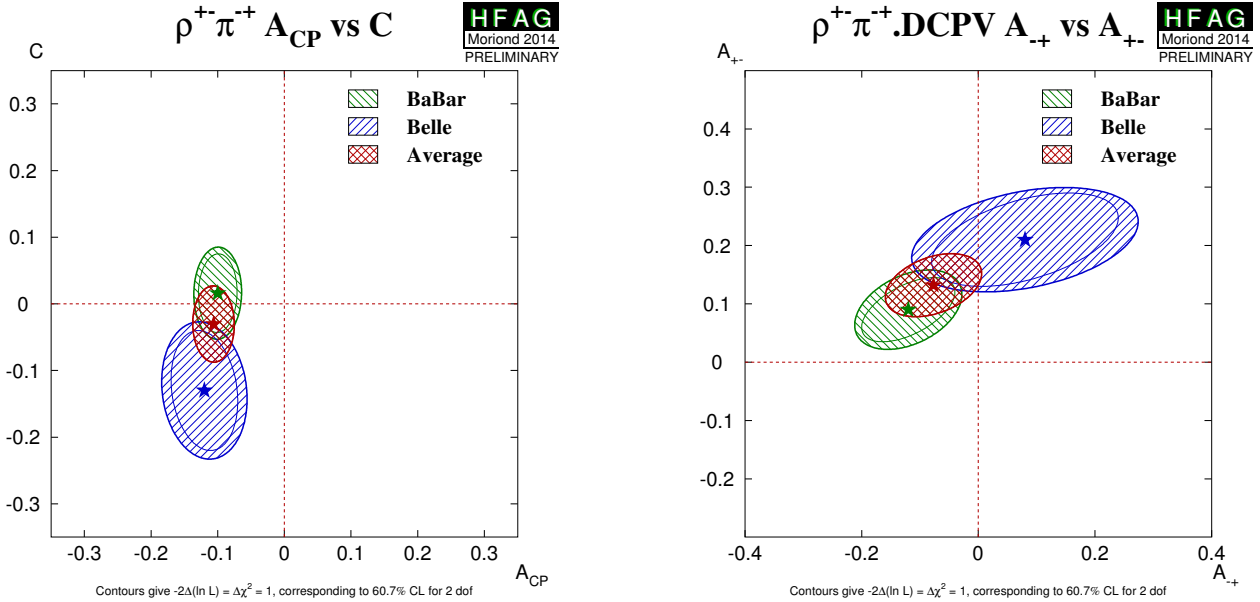 ρ+-π-+ ACP vs C
HFAG
Moriond 2014
PRELIMINARY
C
BaBar
Belle
Average
0.3
0.2
0.1
0
-0.1
-0.2
-0.3
-0.3 -0.2 -0.1 0 0.1 0.2 0.3
ACP
Contours give -2Δ(ln L) = Δχ2 = 1, corresponding to 60.7% CL for 2 dof
ρ+-π-+.DCPV A-+ vs A+-
HFAG
Moriond 2014
PRELIMINARY
A+-
BaBar
Belle
Average
0.4
0.3
0.2
0.1
0
-0.1
-0.2
-0.4 -0.2 0 0.2 0.4
A-+
Contours give -2Δ(ln L) = Δχ2 = 1, corresponding to 60.7% CL for 2 dof